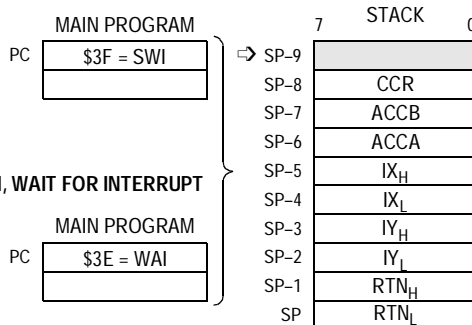 MAIN PROGRAM
PC $3F = SWI
, WAIT FOR INTERRUPT
MAIN PROGRAM
PC $3E = WAI
STACK
7
⇨ SP–9
SP–8 CCR
SP–7 ACCB
SP–6 ACCA
SP–5 IXH
SP–4 IXL
SP–3 IYH
SP–2 IYL
SP–1 RTNH
SP RTNL